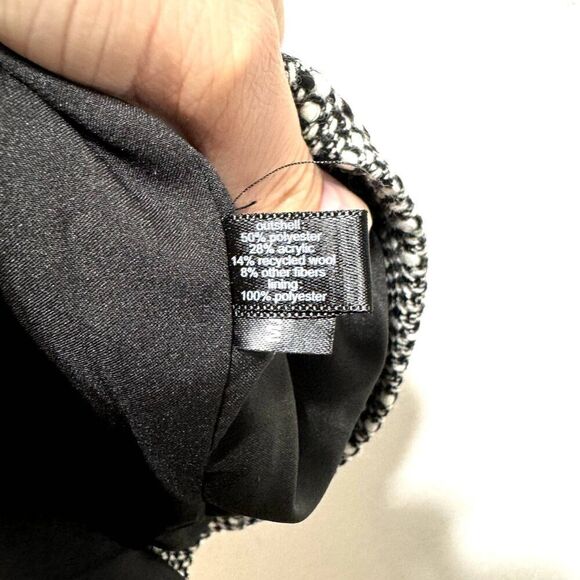 outshell:
50% polyester
28% acrylic
14% recycled wool
8% other fibers
lining:
100% polyester